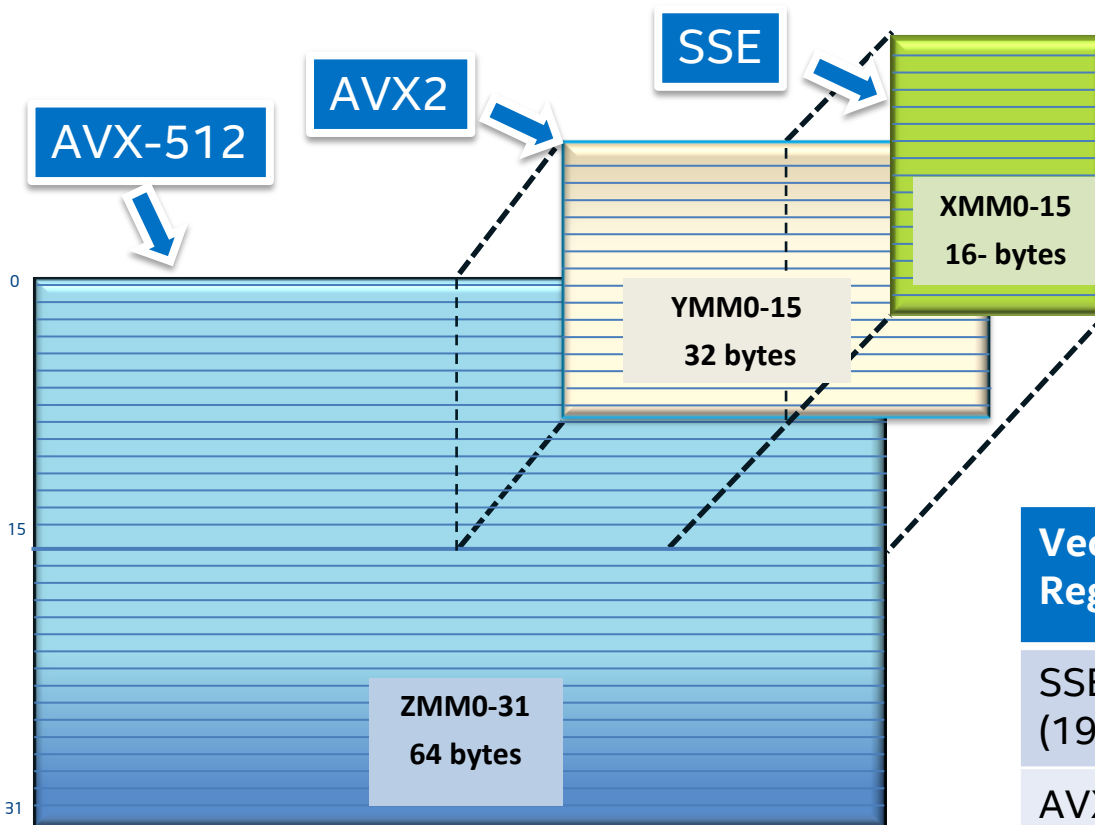 SSE
AVX2
AVX-512
XMM0-15
16- bytes
0
YMM0-15
32 bytes
15
ZMM0-31
64 bytes
31